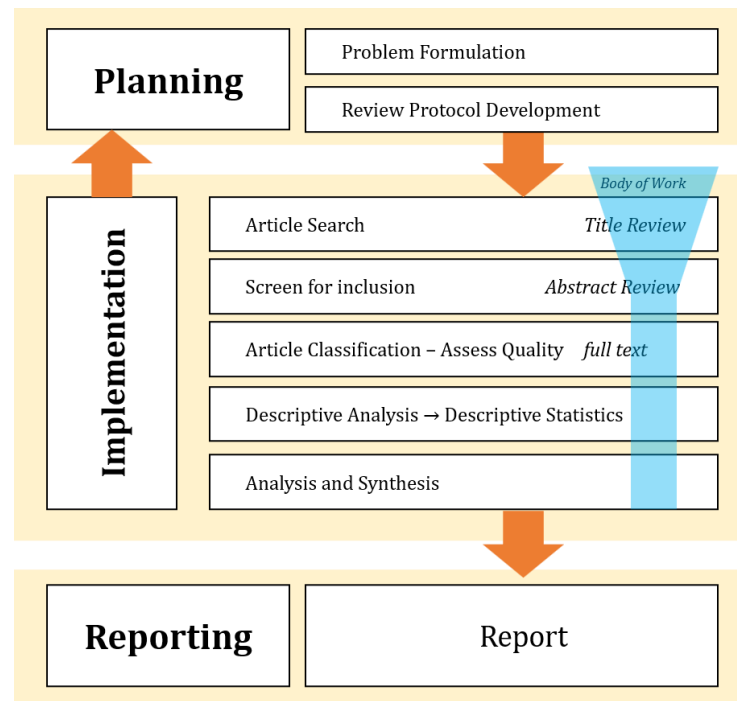 Planning
Problem Formulation
Review Protocol Development
Body of Work
Implementation
Article Search Title Review
Screen for inclusion Abstract Review
Article Classification – Assess Quality full text
Descriptive Analysis → Descriptive Statistics
Analysis and Synthesis
Reporting
Report